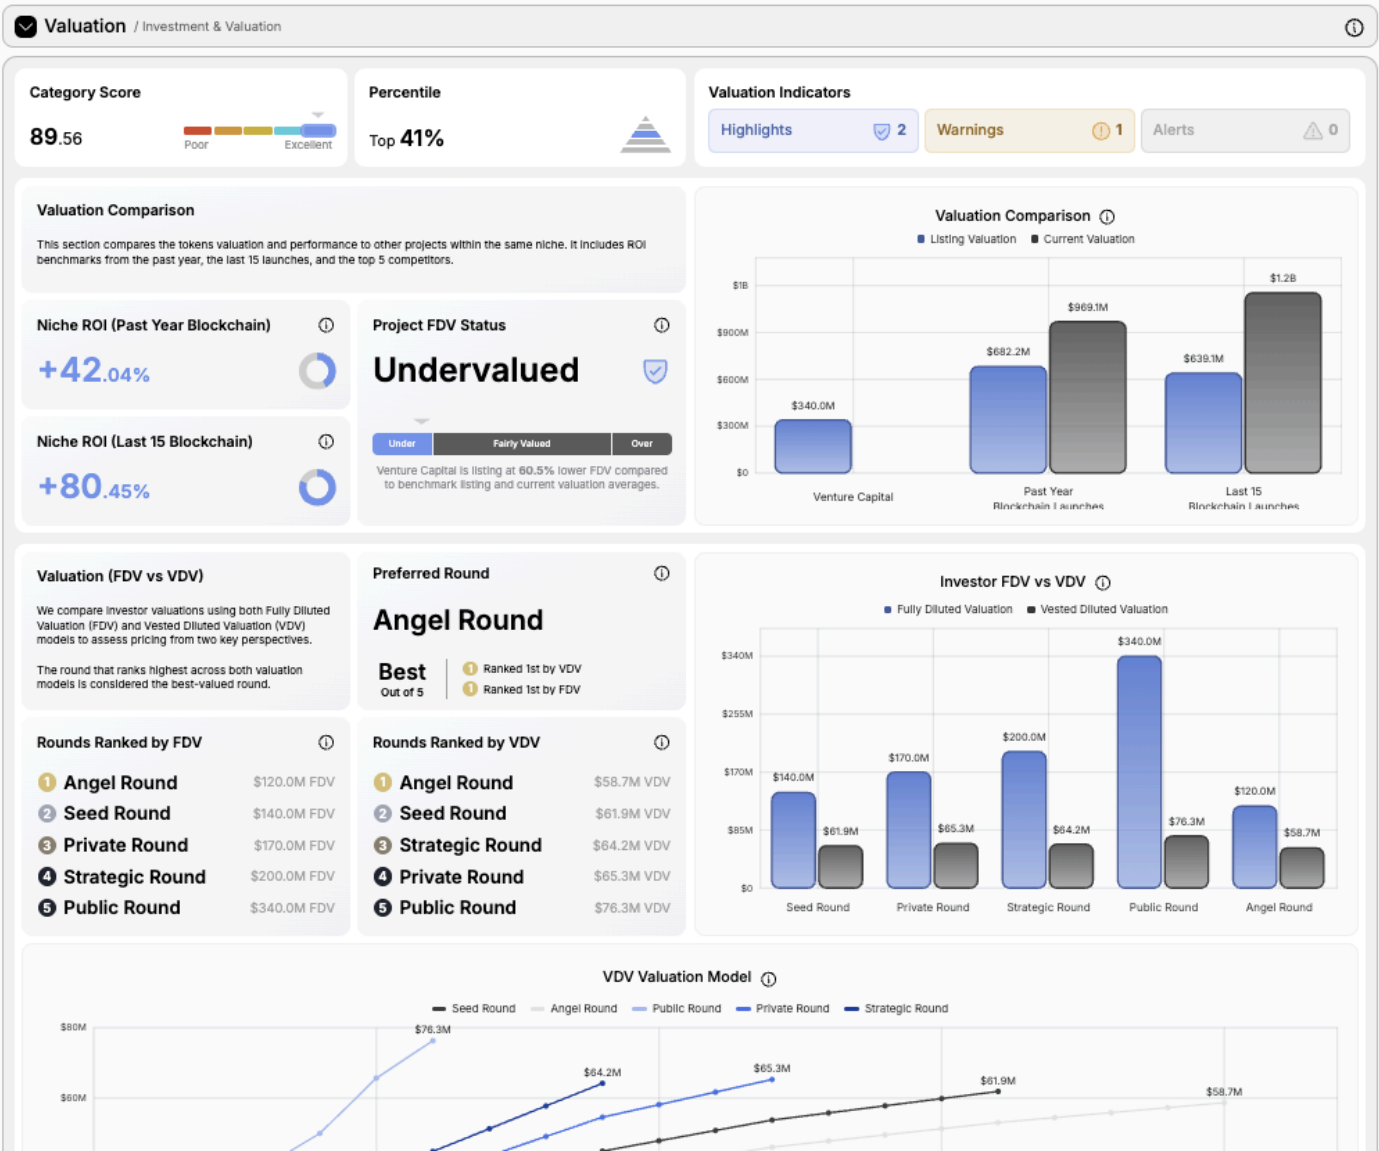 Valuation / Investment & Valuation
Category Score
89.56
Poor
Excellent
Percentile
Top 41%
Valuation Indicators
Highlights 2
Warnings 1
Alerts 0
Valuation Comparison
This section compares the tokens valuation and performance to other projects within the same niche. It includes ROI
benchmarks from the past year, the last 15 launches, and the top 5 competitors.
Niche ROI (Past Year Blockchain)
+42.04%
Niche ROI (Last 15 Blockchain)
+80.45%
Project FDV Status
Undervalued
Under
Fairly Valued
Over
Venture Capital is listing at 60.5% lower FDV compared
to benchmark listing and current valuation averages.
Valuation Comparison
Listing Valuation
Current Valuation
$1B
$900M
$600M
$300M
$0
$340.0M
$682.2M
$969.1M
$639.1M
$1.2B
Venture Capital
Past Year
Blockchain Launches
Last 15
Blockchain Launches
Valuation (FDV vs VDV)
We compare investor valuations using both Fully Diluted
Valuation (FDV) and Vested Diluted Valuation (VDV)
models to assess pricing from two key perspectives.
The round that ranks highest across both valuation
models is considered the best-valued round.
Preferred Round
Angel Round
Best
Out of 5
1 Ranked 1st by VDV
1 Ranked 1st by FDV
Rounds Ranked by FDV
1 Angel Round $120.0M FDV
2 Seed Round $140.0M FDV
3 Private Round $170.0M FDV
4 Strategic Round $200.0M FDV
5 Public Round $340.0M FDV
Rounds Ranked by VDV
1 Angel Round $58.7M VDV
2 Seed Round $61.9M VDV
3 Strategic Round $64.2M VDV
4 Private Round $65.3M VDV
5 Public Round $76.3M VDV
Investor FDV vs VDV
Fully Diluted Valuation
Vested Diluted Valuation
$340M
$255M
$170M
$85M
$0
$140.0M
$61.9M
$170.0M
$65.3M
$200.0M
$64.2M
$340.0M
$76.3M
$120.0M
$58.7M
Seed Round
Private Round
Strategic Round
Public Round
Angel Round
VDV Valuation Model
Seed Round
Angel Round
Public Round
Private Round
Strategic Round
$80M
$60M
$76.3M
$64.2M
$65.3M
$61.9M
$58.7M